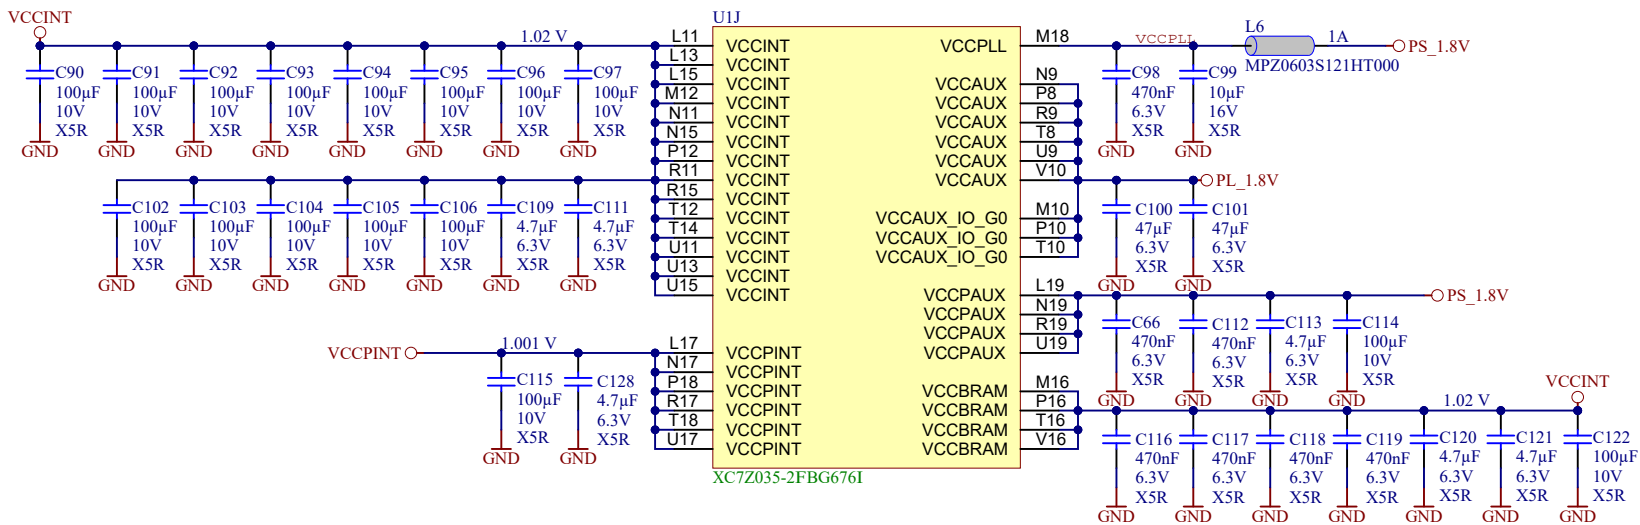 VCCINT
1.02 V
C90 100µF 10V X5R GND
C91 100µF 10V X5R GND
C92 100µF 10V X5R GND
C93 100µF 10V X5R GND
C94 100µF 10V X5R GND
C95 100µF 10V X5R GND
C96 100µF 10V X5R GND
C97 100µF 10V X5R GND
C102 100µF 10V X5R GND
C103 100µF 10V X5R GND
C104 100µF 10V X5R GND
C105 100µF 10V X5R GND
C106 100µF 10V X5R GND
C109 4.7µF 6.3V X5R GND
C111 4.7µF 6.3V X5R GND
VCCPINT
1.001 V
C115 100µF 10V X5R GND
C128 4.7µF 6.3V X5R GND
U1J
L11 VCCINT
L13 VCCINT
L15 VCCINT
M12 VCCINT
N11 VCCINT
N15 VCCINT
P12 VCCINT
R11 VCCINT
R15 VCCINT
T12 VCCINT
T14 VCCINT
U11 VCCINT
U13 VCCINT
U15 VCCINT
L17 VCCPINT
N17 VCCPINT
P18 VCCPINT
R17 VCCPINT
T18 VCCPINT
U17 VCCPINT
VCCPLL M18
VCCAUX N9
VCCAUX P8
VCCAUX R9
VCCAUX T8
VCCAUX U9
VCCAUX V10
VCCAUX_IO_G0 M10
VCCAUX_IO_G0 P10
VCCAUX_IO_G0 T10
VCCPAUX L19
VCCPAUX N19
VCCPAUX R19
VCCPAUX U19
VCCBRAM M16
VCCBRAM P16
VCCBRAM T16
VCCBRAM V16
XC7Z035-2FBG676I
VCCPLL
L6
1A
MPZ0603S121HT000
PS_1.8V
C98 470nF 6.3V X5R GND
C99 10µF 16V X5R GND
PL_1.8V
C100 47µF 6.3V X5R GND
C101 47µF 6.3V X5R GND
PS_1.8V
C66 470nF 6.3V X5R GND
C112 470nF 6.3V X5R GND
C113 4.7µF 6.3V X5R GND
C114 100µF 10V X5R GND
VCCINT
1.02 V
C116 470nF 6.3V X5R GND
C117 470nF 6.3V X5R GND
C118 470nF 6.3V X5R GND
C119 470nF 6.3V X5R GND
C120 4.7µF 6.3V X5R GND
C121 4.7µF 6.3V X5R GND
C122 100µF 10V X5R GND